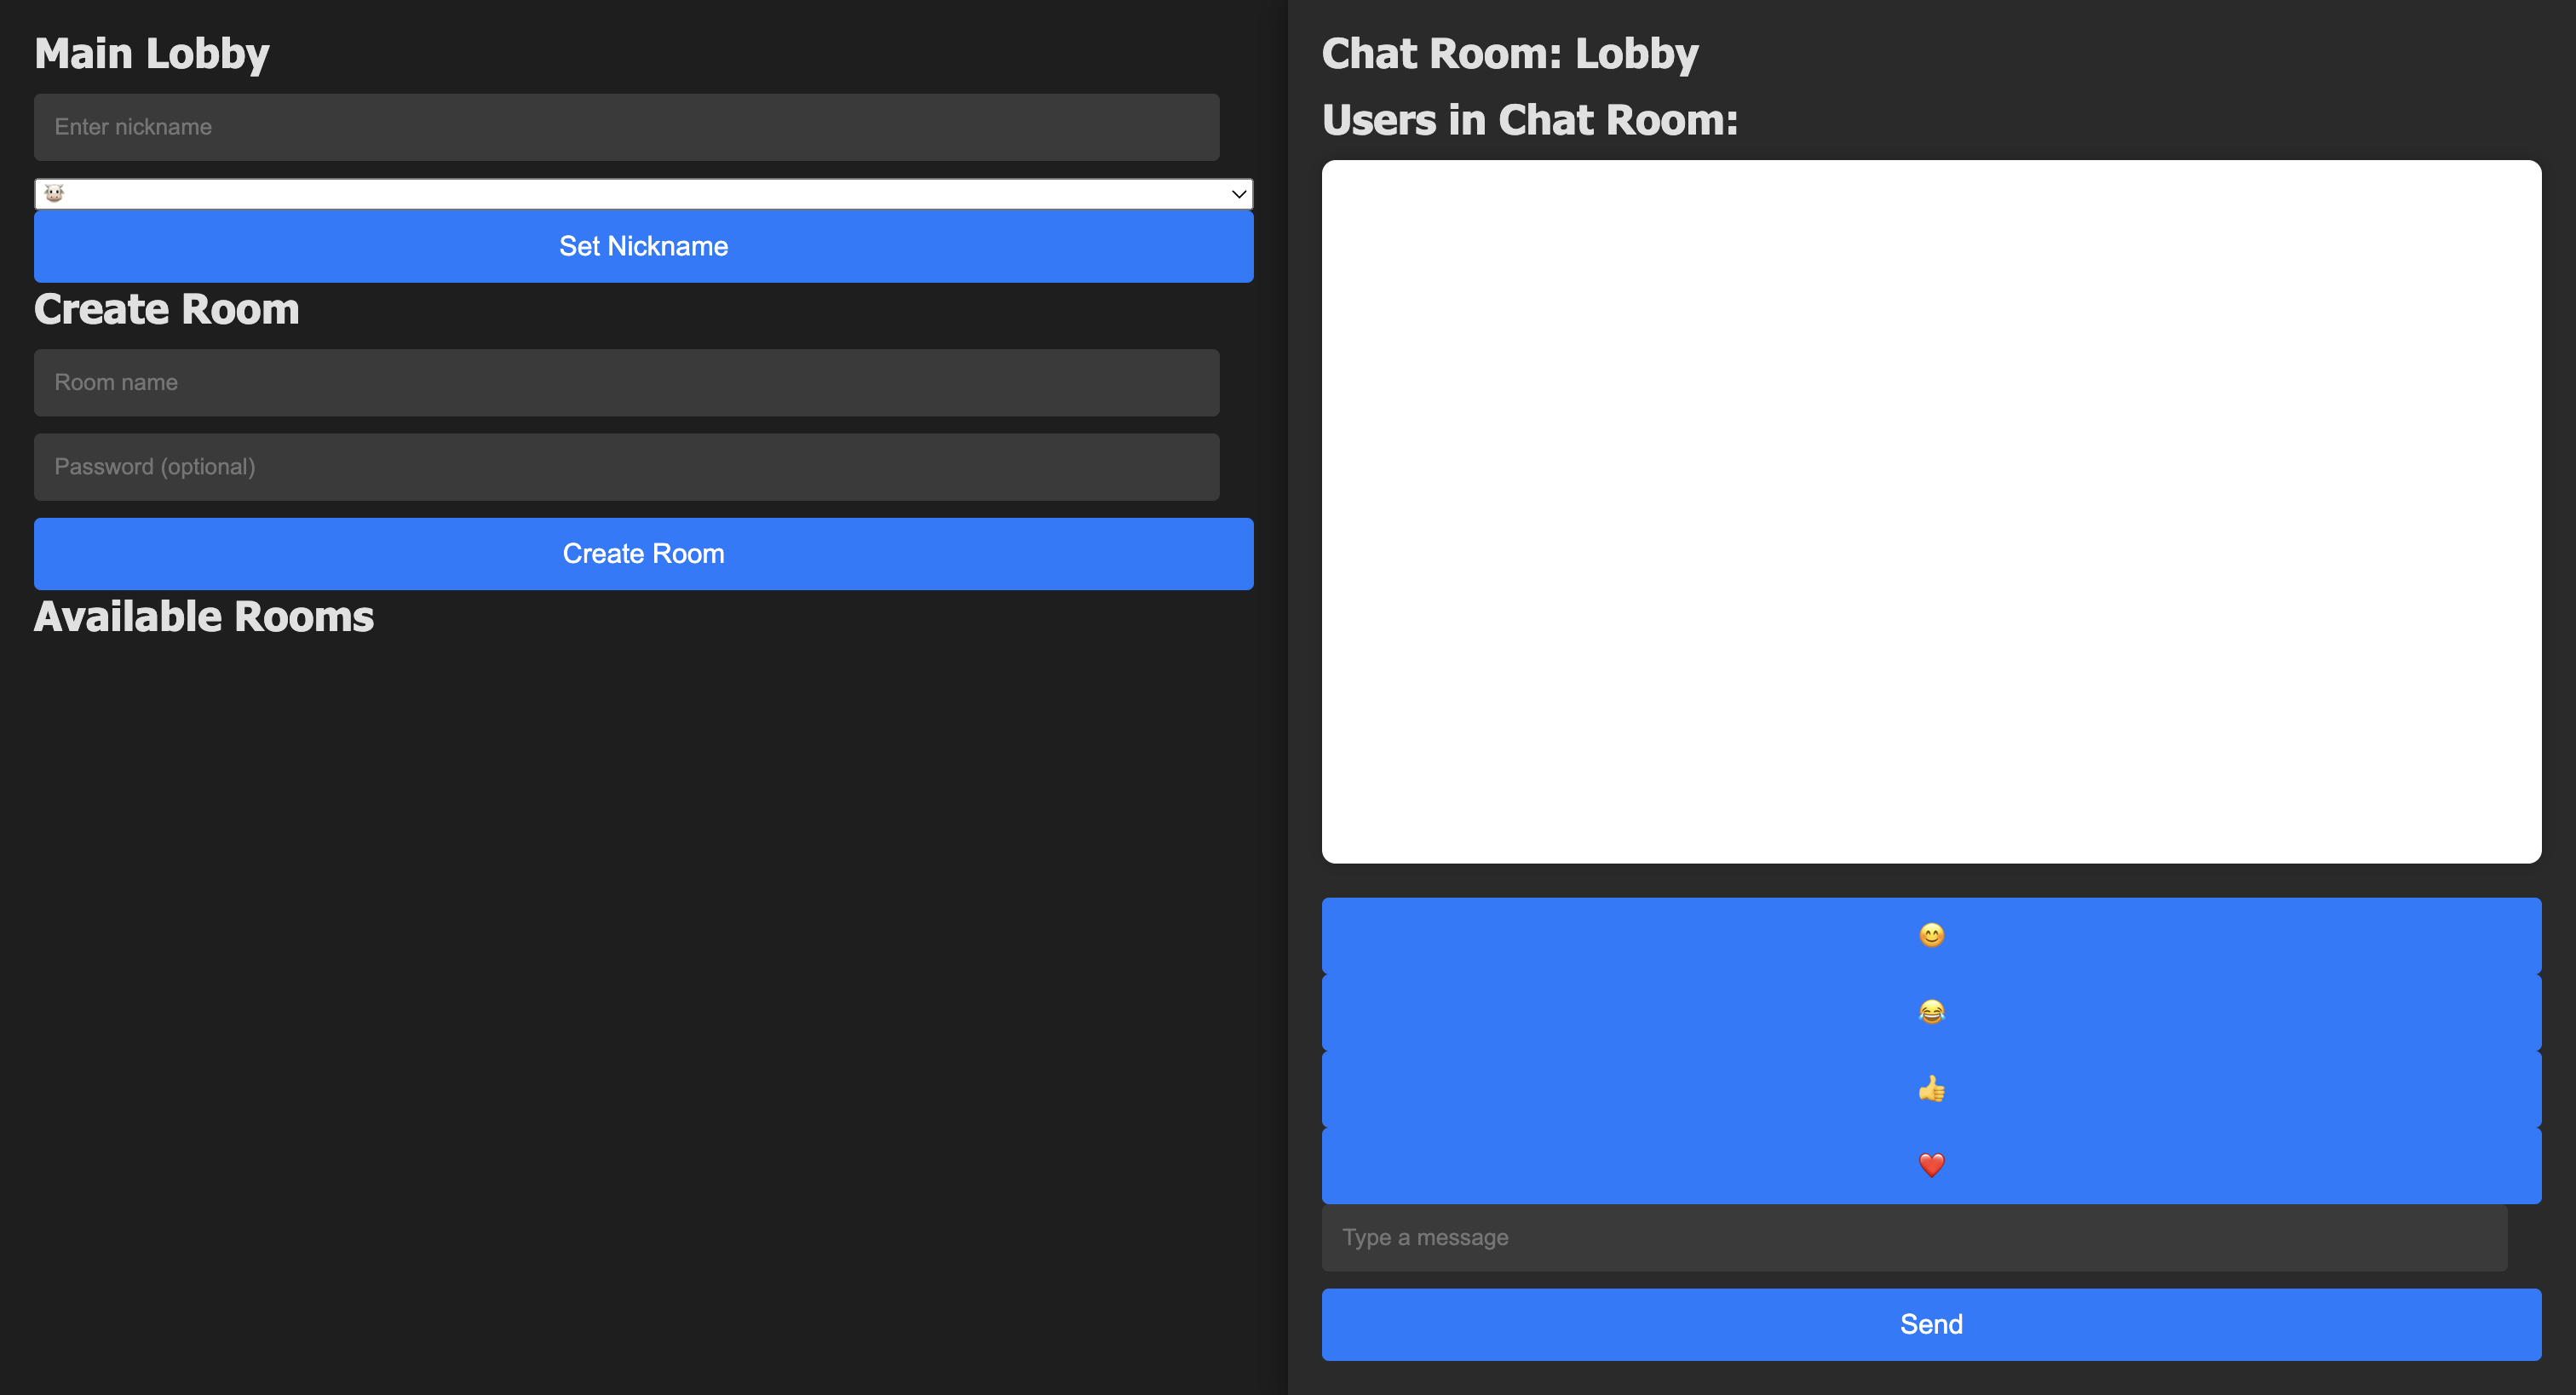 Main Lobby
Enter nickname
🐮
Set Nickname
Create Room
Room name
Password (optional)
Create Room
Available Rooms
Chat Room: Lobby
Users in Chat Room:
😊
😂
👍
❤️
Type a message
Send